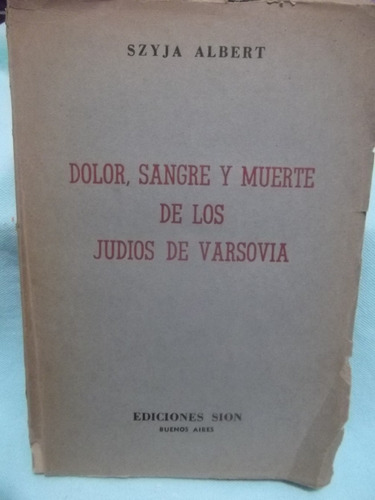 SZYJA ALBERT
DOLOR, SANGRE Y MUERTE
DE LOS
JUDIOS DE VARSOVIA
EDICIONES SION
BUENOS AIRES